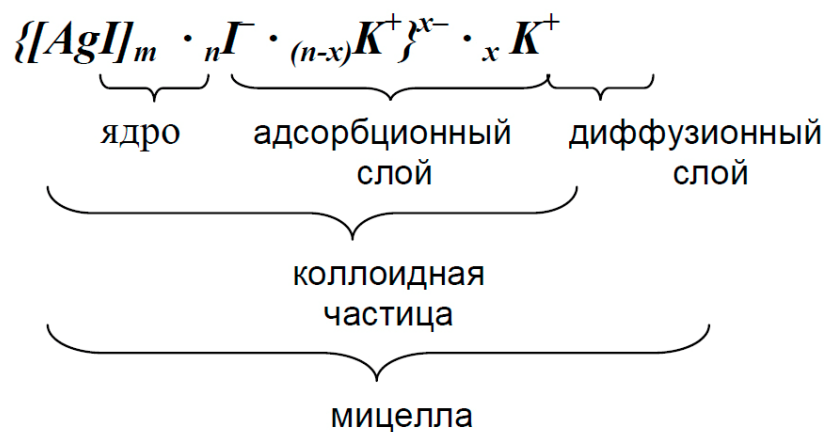 {[AgI]m · nI– · (n-x)K+}x– · x K+
ядро
адсорбционный
слой
диффузионный
слой
коллоидная
частица
мицелла